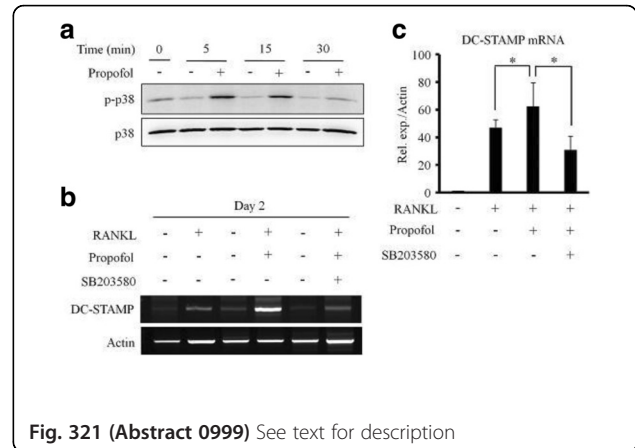 a
Time (min) 0 5 15 30
Propofol - - + - + - +
p-p38
p38
b
Day 2
RANKL - + - + - +
Propofol - - - + - +
SB203580 - - - - - +
DC-STAMP
Actin
c
DC-STAMP mRNA
Rel. exp./Actin
100
80
60
40
20
0
* *
RANKL - + + +
Propofol - - + +
SB203580 - - - +
Fig. 321 (Abstract 0999) See text for description